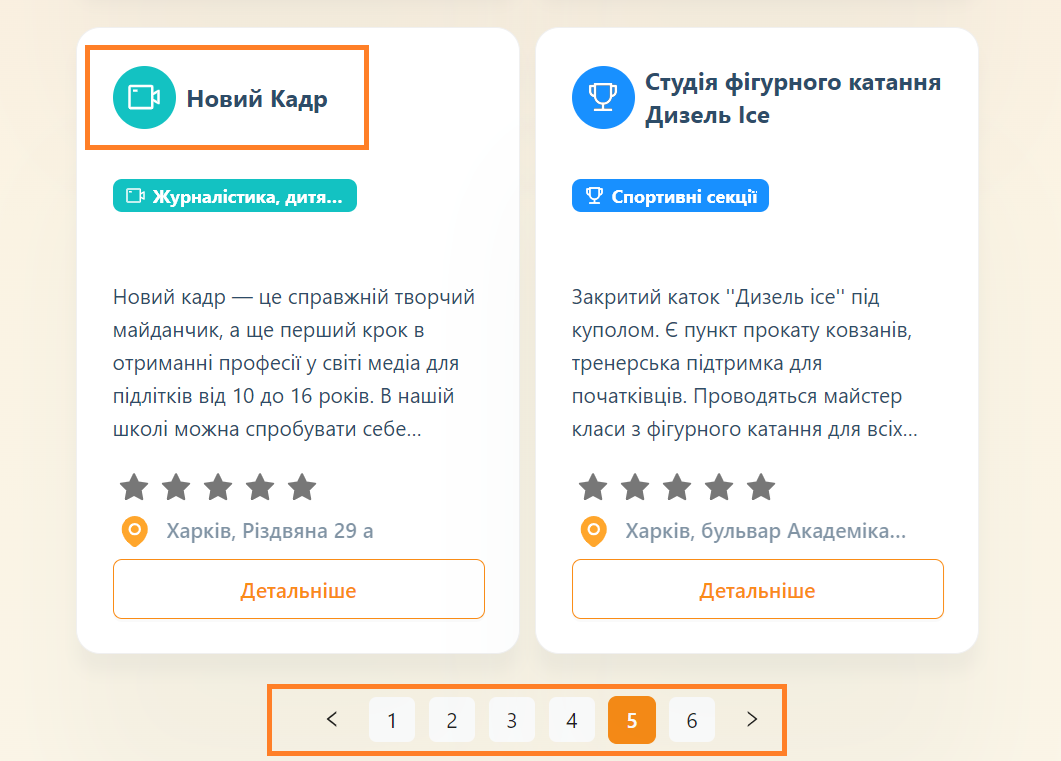 Новий Кадр
Журналістика, дитя...
Новий кадр — це справжній творчий
майданчик, а ще перший крок в
отриманні професії у світі медіа для
підлітків від 10 до 16 років. В нашій
школі можна спробувати себе...
Харків, Різдвяна 29 а
Детальніше
Студія фігурного катання
Дизель Ice
Спортивні секції
Закритий каток "Дизель ice" під
куполом. Є пункт прокату ковзанів,
тренерська підтримка для
початківців. Проводяться майстер
класи з фігурного катання для всіх...
Харків, бульвар Академіка...
Детальніше
< 1 2 3 4 5 6 >